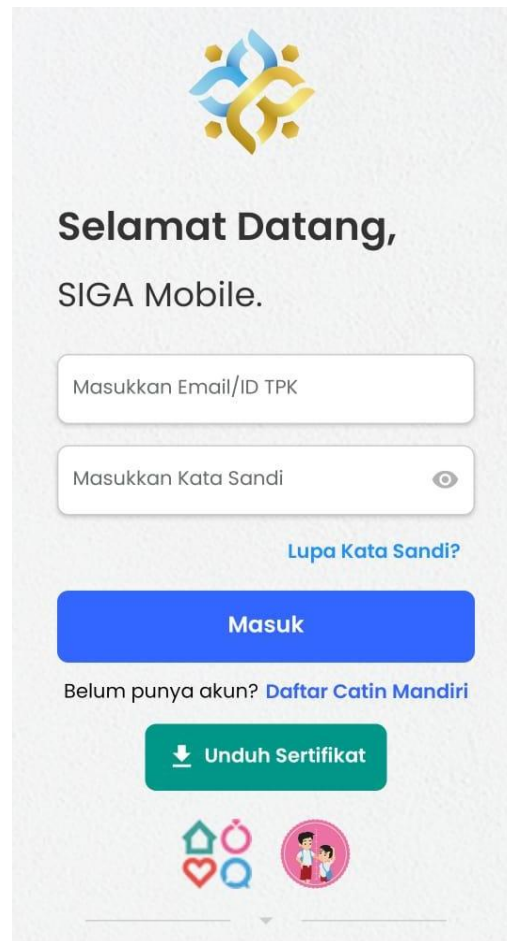 Selamat Datang,
SIGA Mobile.
Masukkan Email/ID TPK
Masukkan Kata Sandi
Lupa Kata Sandi?
Masuk
Belum punya akun? Daftar Catin Mandiri
Unduh Sertifikat